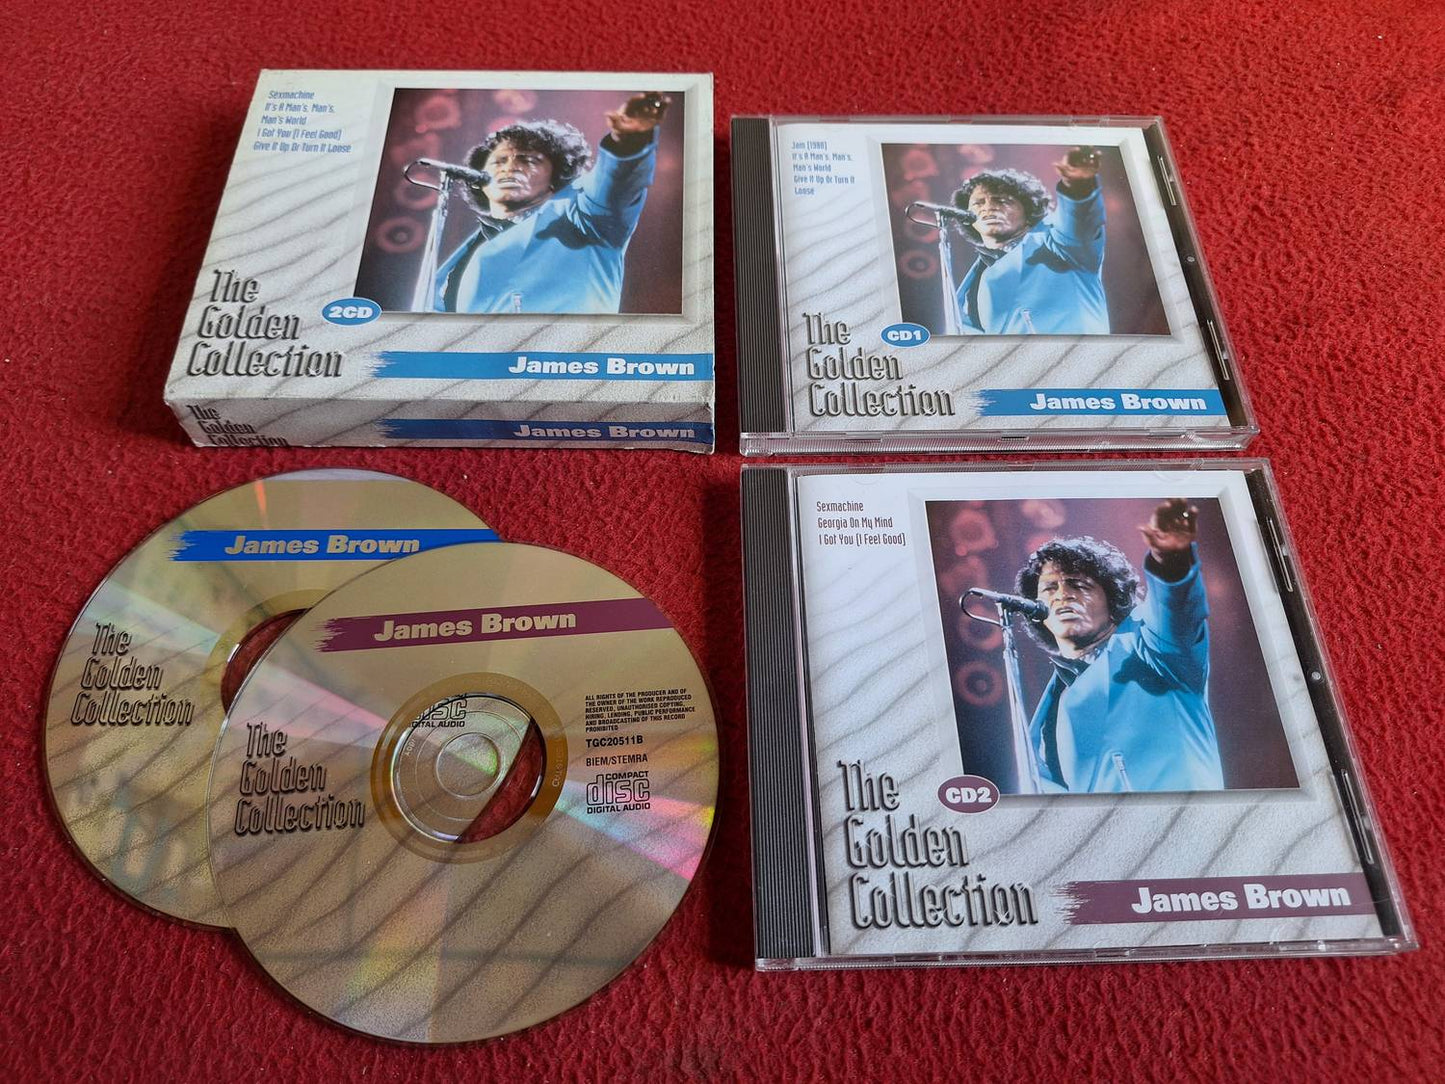 Sexmachine
It's A Man's, Man's,
Man's World
I Got You (I Feel Good)
Give It Up Or Turn It Loose
The
Golden
Collection
2CD
James Brown
The
Golden
Collection
James Brown
Jam (1980)
It's A Man's, Man's,
Man's World
Give It Up Or Turn It
Loose
The
Golden
Collection
CD1
James Brown
James Brown
The
Golden
Collection
James Brown
The
Golden
Collection
disc
DIGITAL AUDIO
ALL RIGHTS OF THE PRODUCER AND OF
THE OWNER OF THE WORK REPRODUCED
RESERVED. UNAUTHORISED COPYING,
HIRING, LENDING, PUBLIC PERFORMANCE
AND BROADCASTING OF THIS RECORD
PROHIBITED
TGC20511B
BIEM/STEMRA
COMPACT
disc
DIGITAL AUDIO
Sexmachine
Georgia On My Mind
I Got You (I Feel Good)
The
Golden
Collection
CD2
James Brown